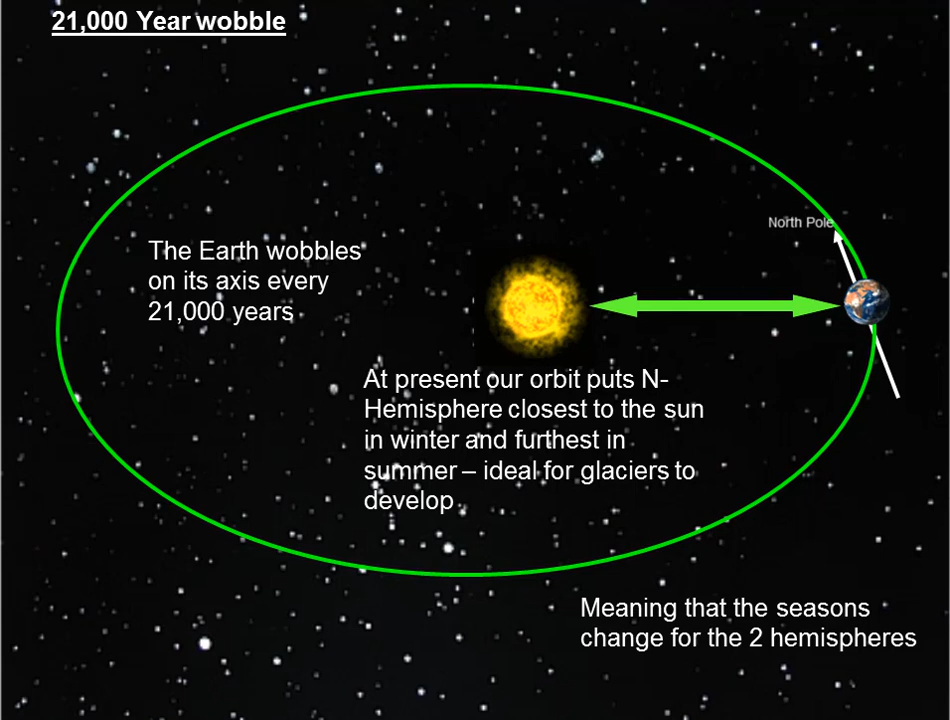 21,000 Year wobble
North Pole
The Earth wobbles
on its axis every
21,000 years
At present our orbit puts N-
Hemisphere closest to the sun
in winter and furthest in
summer – ideal for glaciers to
develop
Meaning that the seasons
change for the 2 hemispheres